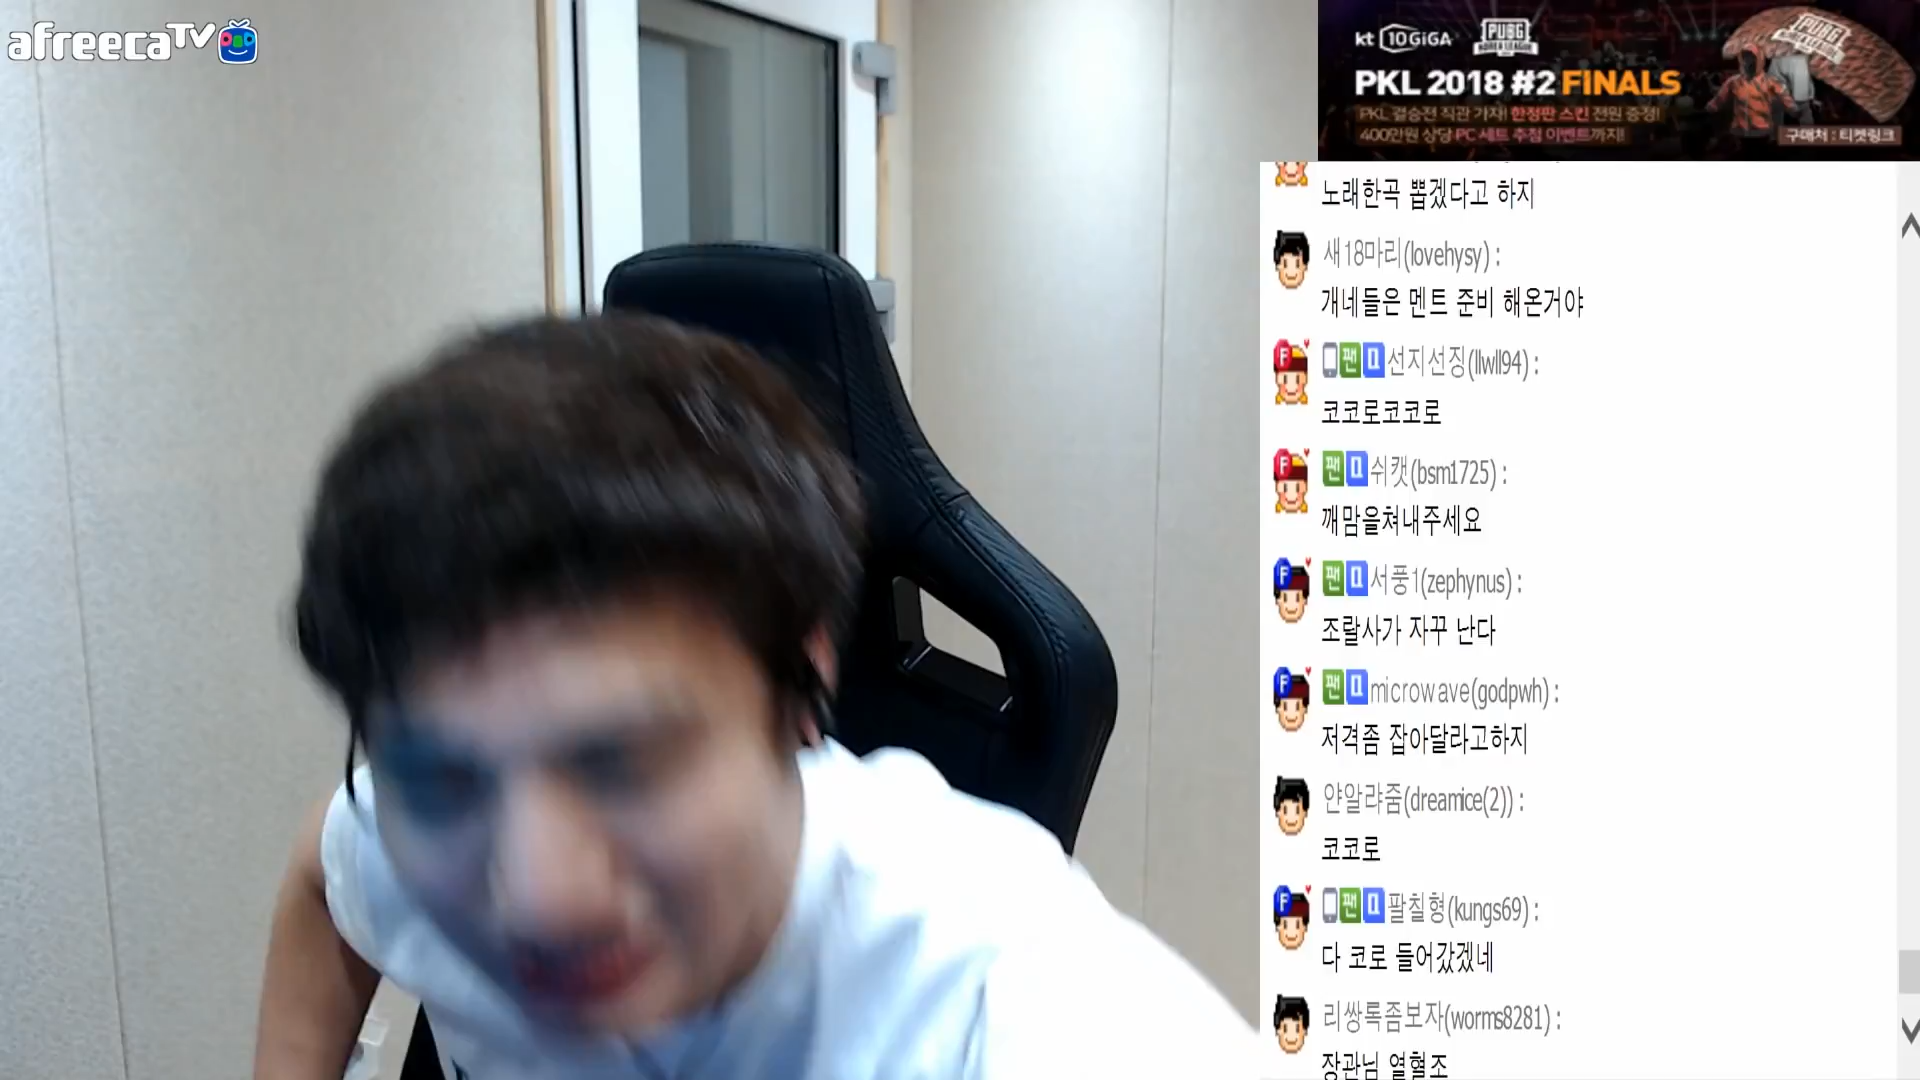 afreecaTV
kt 10GiGA PUBG KOREA LEAGUE
PKL 2018 #2 FINALS
PKL 결승전 직관 가자! 한정판 스킨 전원 증정!
400만원 상당 PC 세트 추첨 이벤트까지!
구매처 : 티켓링크
노래한곡 뽑겠다고 하지
새18마리(lovehysy) :
개네들은 멘트 준비 해온거야
팬 선지선징(llwll94) :
코코로코코로
팬 쉬캣(bsm1725) :
깨맘을쳐내주세요
팬 서풍1(zephynus) :
조랄사가 자꾸 난다
팬 microwave(godpwh) :
저격좀 잡아달라고하지
얀알랴줌(dreamice(2)) :
코코로
팬 팔칠형(kungs69) :
다 코로 들어갔겠네
리쌍록좀보자(worms8281) :
장관님 열혈조